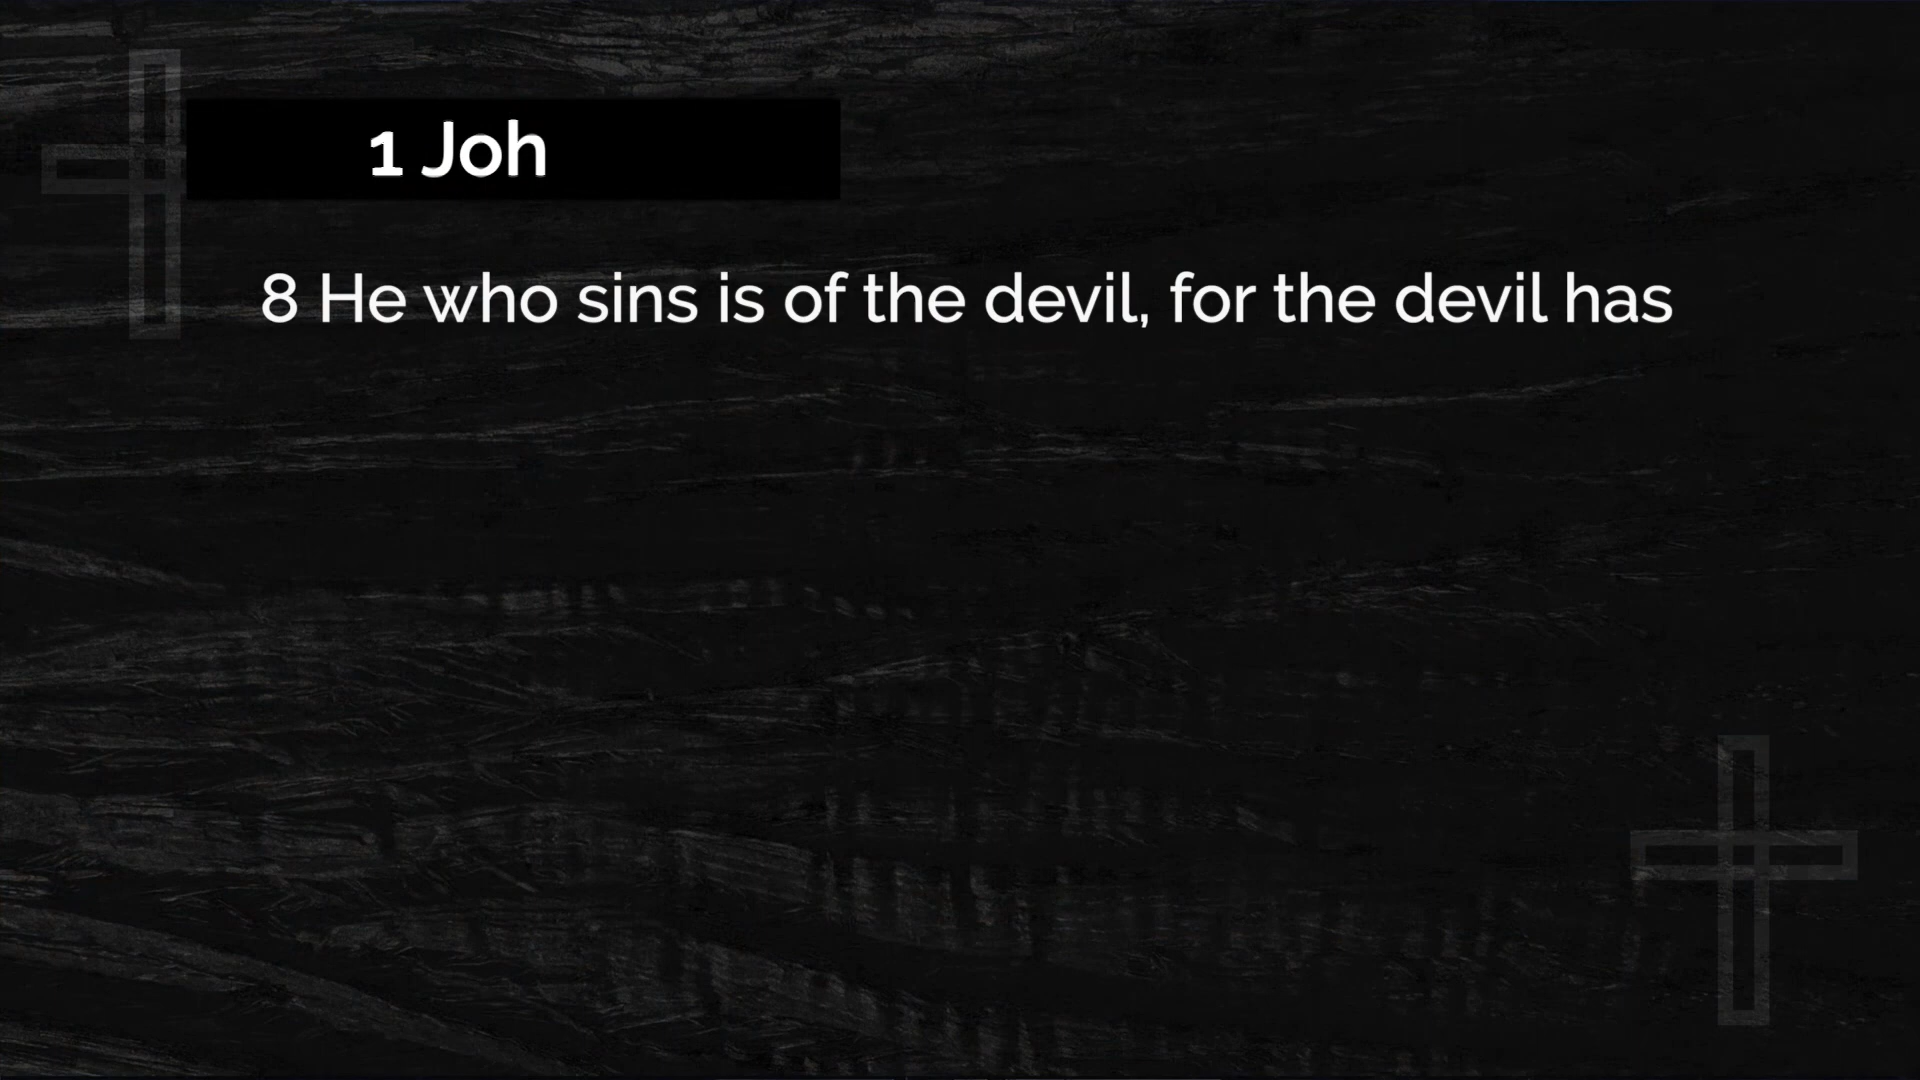 1 Joh
8 He who sins is of the devil, for the devil has